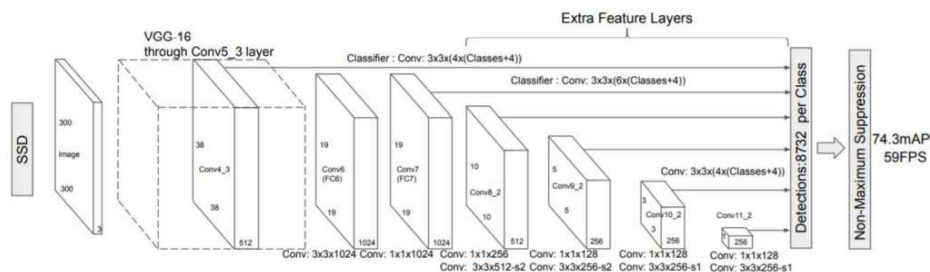 Extra Feature Layers
VGG-16
through Conv5_3 layer
Classifier : Conv: 3x3x(4x(Classes+4))
Classifier : Conv: 3x3x(6x(Classes+4))
SSD
300
Image
300
3
38
Conv4_3
38
512
19
Conv6
(FC6)
19
1024
19
Conv7
(FC7)
19
1024
10
Conv8_2
10
512
5
Conv9_2
5
256
Conv: 3x3x(4x(Classes+4))
3
Conv10_2
3
256
Conv11_2
1
256
Detections:8732 per Class
Non-Maximum Suppression
74.3mAP
59FPS
Conv: 3x3x1024
Conv: 1x1x1024
Conv: 1x1x256
Conv: 3x3x512-s2
Conv: 1x1x128
Conv: 3x3x256-s2
Conv: 1x1x128
Conv: 3x3x256-s1
Conv: 1x1x128
Conv: 3x3x256-s1